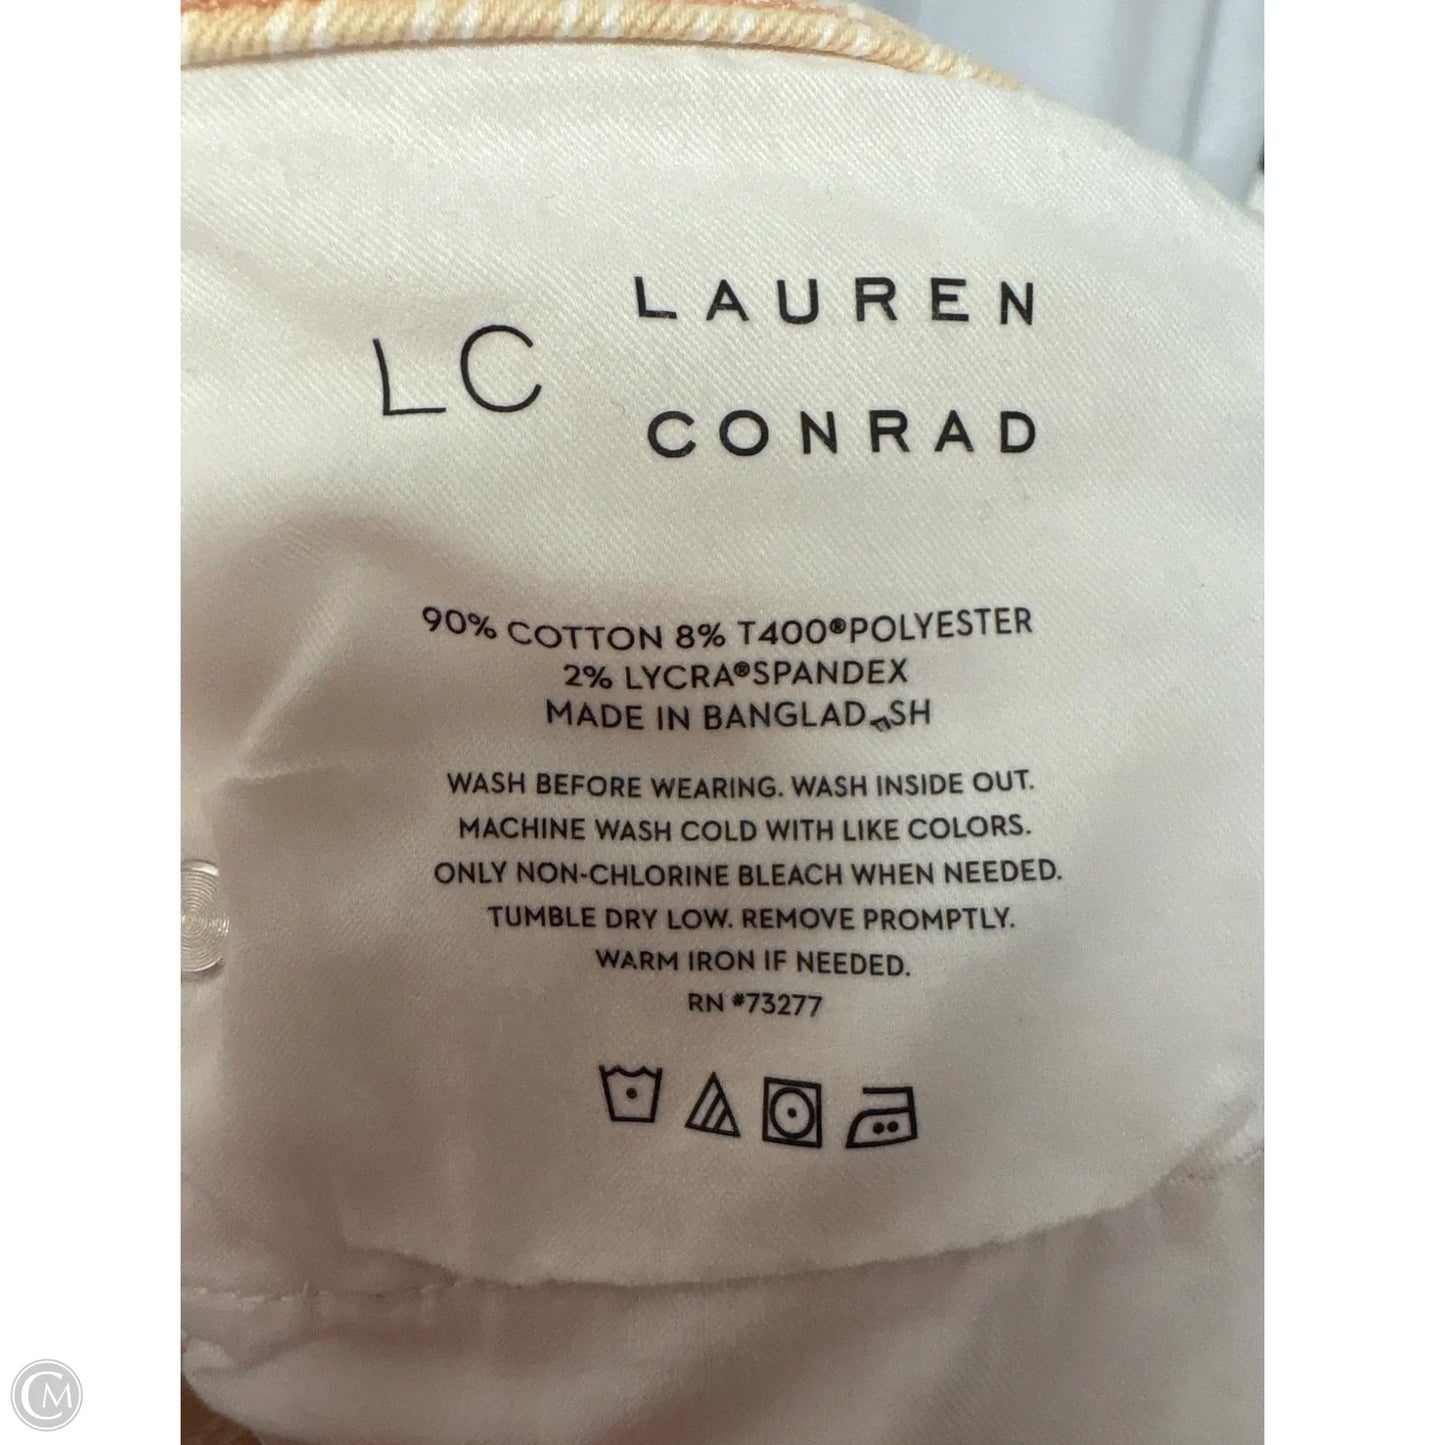 LC
LAUREN
CONRAD
90% COTTON 8% T400®POLYESTER
2% LYCRA®SPANDEX
MADE IN BANGLADESH
WASH BEFORE WEARING. WASH INSIDE OUT.
MACHINE WASH COLD WITH LIKE COLORS.
ONLY NON-CHLORINE BLEACH WHEN NEEDED.
TUMBLE DRY LOW. REMOVE PROMPTLY.
WARM IRON IF NEEDED.
RN #73277
CM